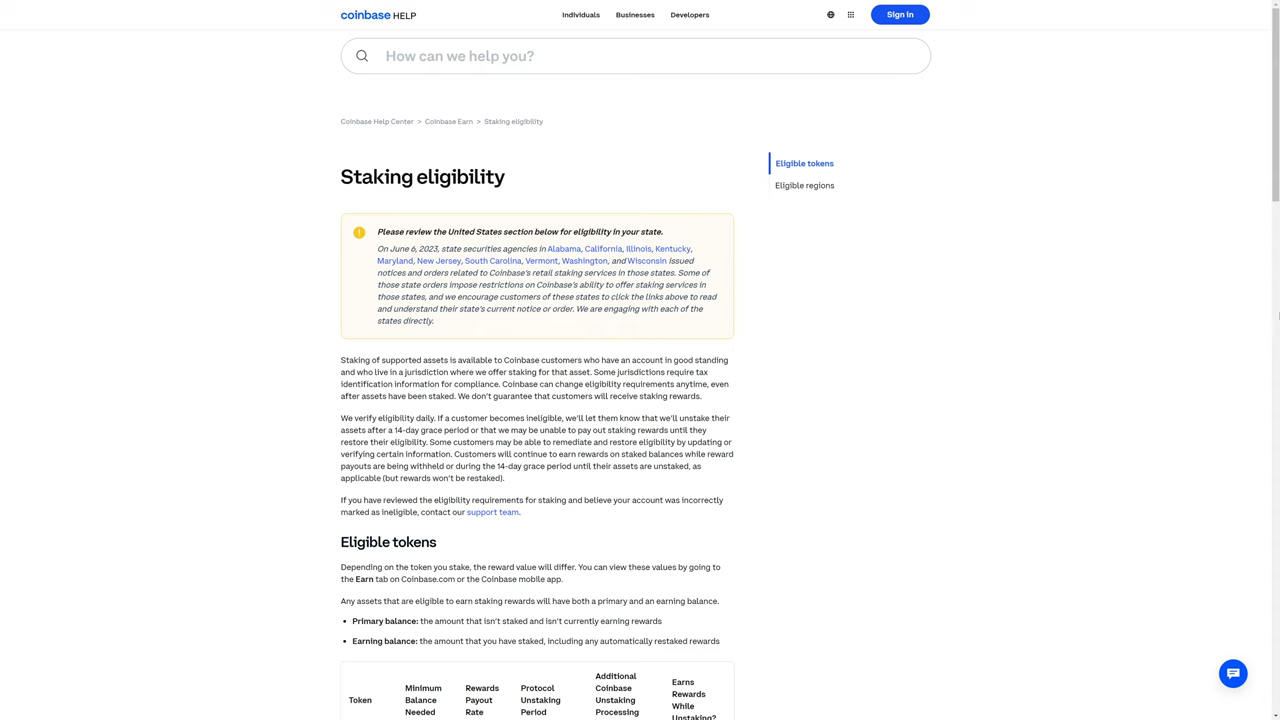 coinbase HELP
Individuals
Businesses
Developers
Sign in
How can we help you?
Coinbase Help Center > Coinbase Earn > Staking eligibility
Eligible tokens
Eligible regions
Staking eligibility
Please review the United States section below for eligibility in your state.
On June 6, 2023, state securities agencies in Alabama, California, Illinois, Kentucky,
Maryland, New Jersey, South Carolina, Vermont, Washington, and Wisconsin issued
notices and orders related to Coinbase's retail staking services in those states. Some of
those state orders impose restrictions on Coinbase's ability to offer staking services in
those states, and we encourage customers of these states to click the links above to read
and understand their state's current notice or order. We are engaging with each of the
states directly.
Staking of supported assets is available to Coinbase customers who have an account in good standing
and who live in a jurisdiction where we offer staking for that asset. Some jurisdictions require tax
identification information for compliance. Coinbase can change eligibility requirements anytime, even
after assets have been staked. We don't guarantee that customers will receive staking rewards.
We verify eligibility daily. If a customer becomes ineligible, we'll let them know that we'll unstake their
assets after a 14-day grace period or that we may be unable to pay out staking rewards until they
restore their eligibility. Some customers may be able to remediate and restore eligibility by updating or
verifying certain information. Customers will continue to earn rewards on staked balances while reward
payouts are being withheld or during the 14-day grace period until their assets are unstaked, as
applicable (but rewards won't be restaked).
If you have reviewed the eligibility requirements for staking and believe your account was incorrectly
marked as ineligible, contact our support team.
Eligible tokens
Depending on the token you stake, the reward value will differ. You can view these values by going to
the Earn tab on Coinbase.com or the Coinbase mobile app.
Any assets that are eligible to earn staking rewards will have both a primary and an earning balance.
• Primary balance: the amount that isn't staked and isn't currently earning rewards
• Earning balance: the amount that you have staked, including any automatically restaked rewards
Token
Minimum
Balance
Needed
Rewards
Payout
Rate
Protocol
Unstaking
Period
Additional
Coinbase
Unstaking
Processing
Earns
Rewards
While
Unstaking?